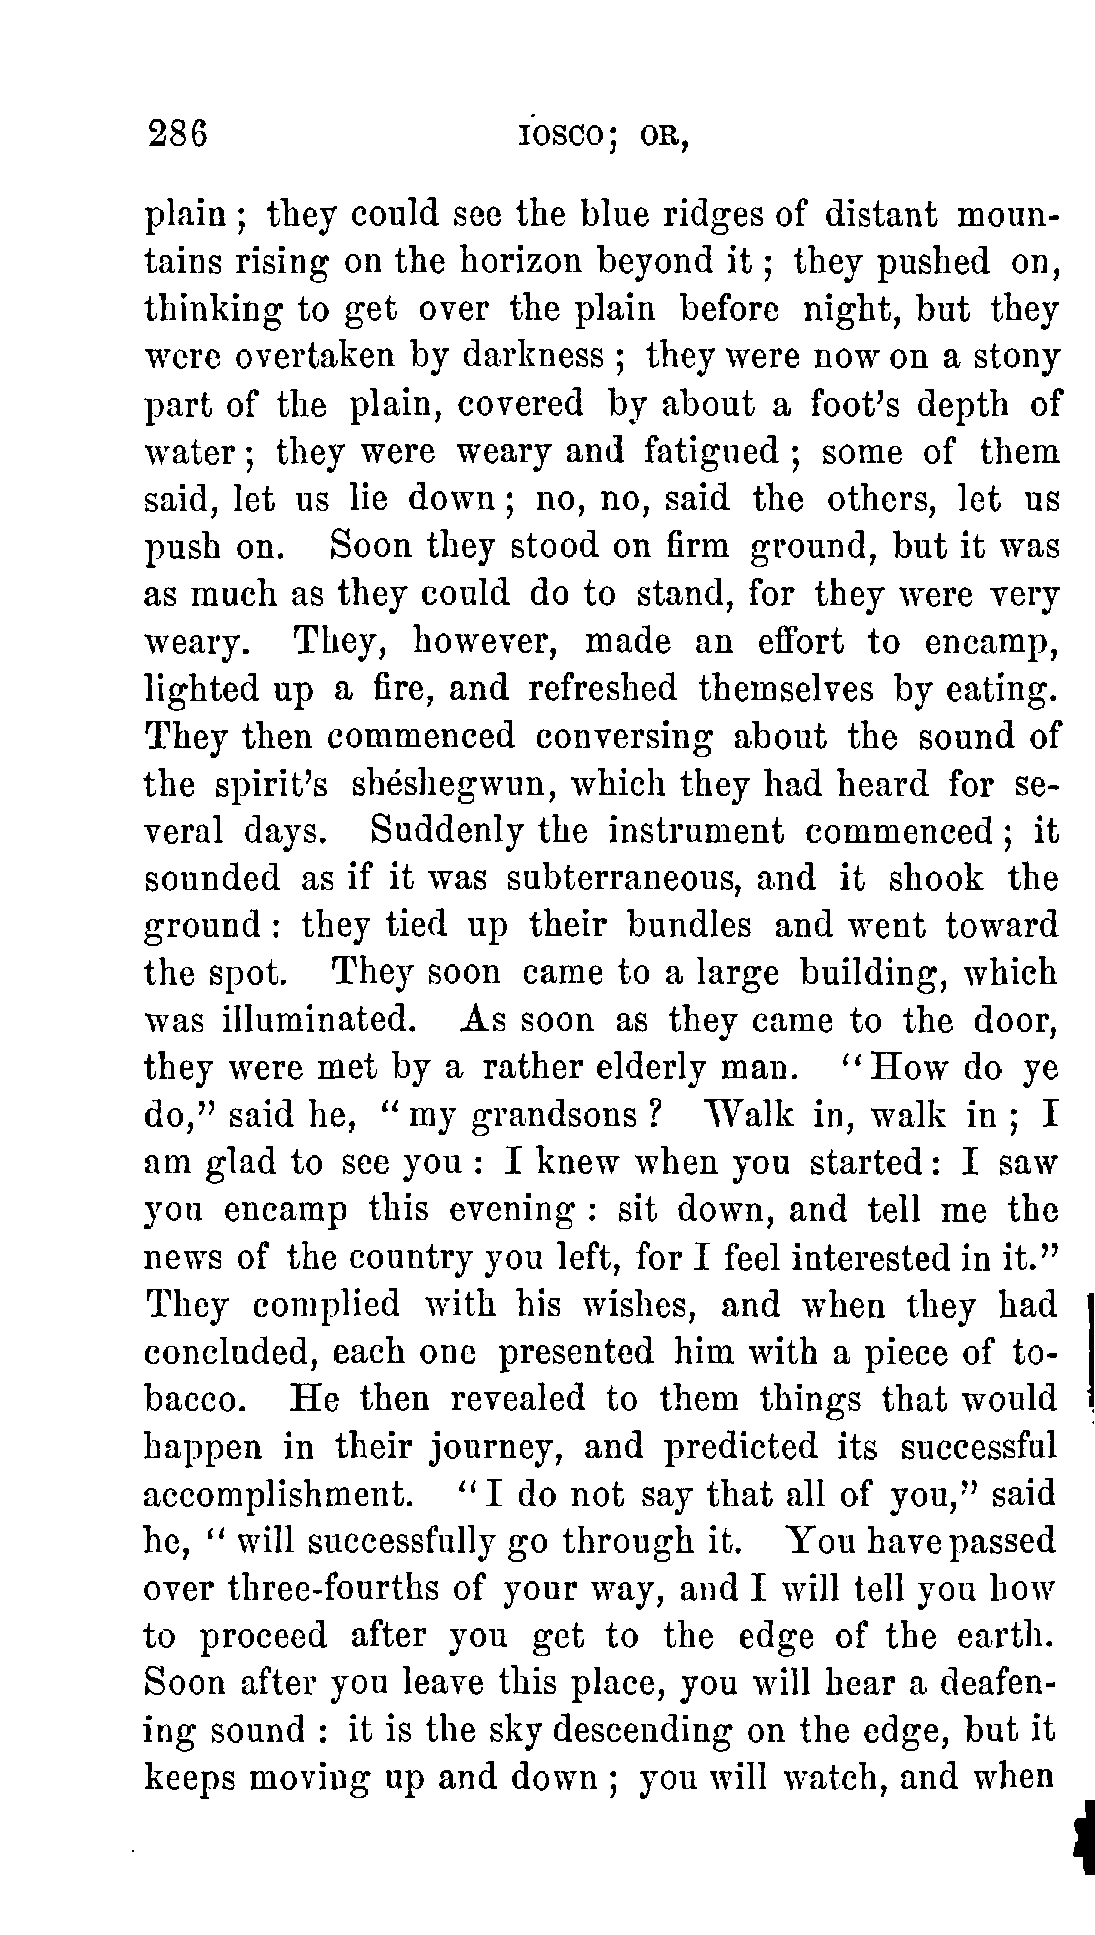 286 IOSCO; OR,
plain; they could see the blue ridges of distant moun-
tains rising on the horizon beyond it; they pushed on,
thinking to get over the plain before night, but they
were overtaken by darkness; they were now on a stony
part of the plain, covered by about a foot's depth of
water; they were weary and fatigued; some of them
said, let us lie down; no, no, said the others, let us
push on. Soon they stood on firm ground, but it was
as much as they could do to stand, for they were very
weary. They, however, made an effort to encamp,
lighted up a fire, and refreshed themselves by eating.
They then commenced conversing about the sound of
the spirit's shéshegwun, which they had heard for se-
veral days. Suddenly the instrument commenced; it
sounded as if it was subterraneous, and it shook the
ground: they tied up their bundles and went toward
the spot. They soon came to a large building, which
was illuminated. As soon as they came to the door,
they were met by a rather elderly man. "How do ye
do," said he, "my grandsons? Walk in, walk in; I
am glad to see you: I knew when you started: I saw
you encamp this evening: sit down, and tell me the
news of the country you left, for I feel interested in it."
They complied with his wishes, and when they had
concluded, each one presented him with a piece of to-
bacco. He then revealed to them things that would
happen in their journey, and predicted its successful
accomplishment. "I do not say that all of you," said
he, "will successfully go through it. You have passed
over three-fourths of your way, and I will tell you how
to proceed after you get to the edge of the earth.
Soon after you leave this place, you will hear a deafen-
ing sound: it is the sky descending on the edge, but it
keeps moving up and down; you will watch, and when